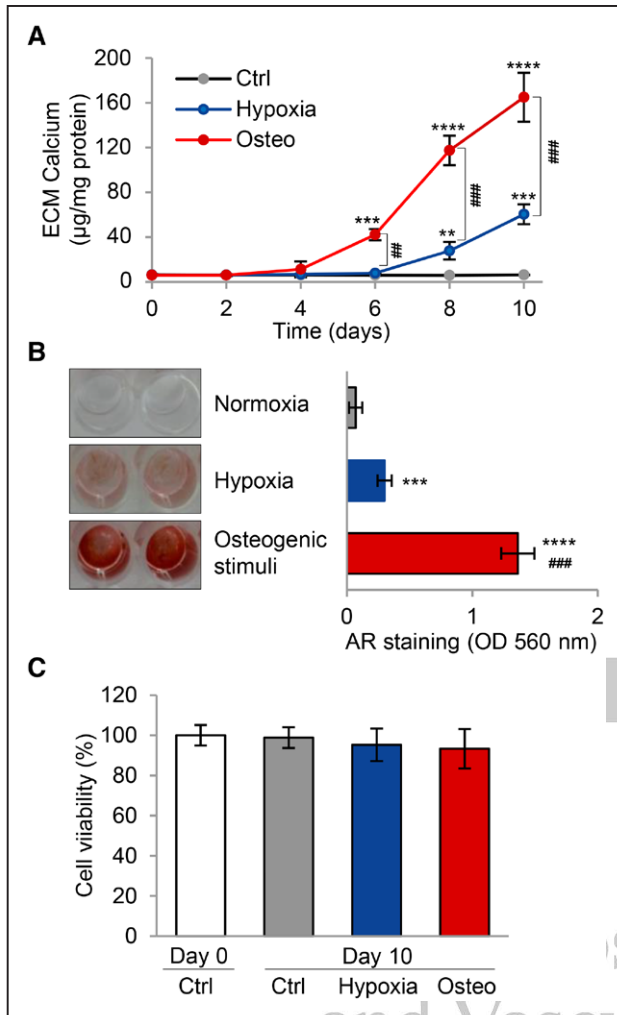 A
Ctrl
Hypoxia
Osteo
ECM Calcium
(µg/mg protein)
200
160
120
80
40
0
0 2 4 6 8 10
Time (days)
***
##
****
###
**
****
###
***
B
Normoxia
Hypoxia
***
Osteogenic
stimuli
****
###
0 1 2
AR staining (OD 560 nm)
C
Cell viiability (%)
120
100
80
60
40
20
0
Day 0 Day 10
Ctrl Ctrl Hypoxia Osteo
and